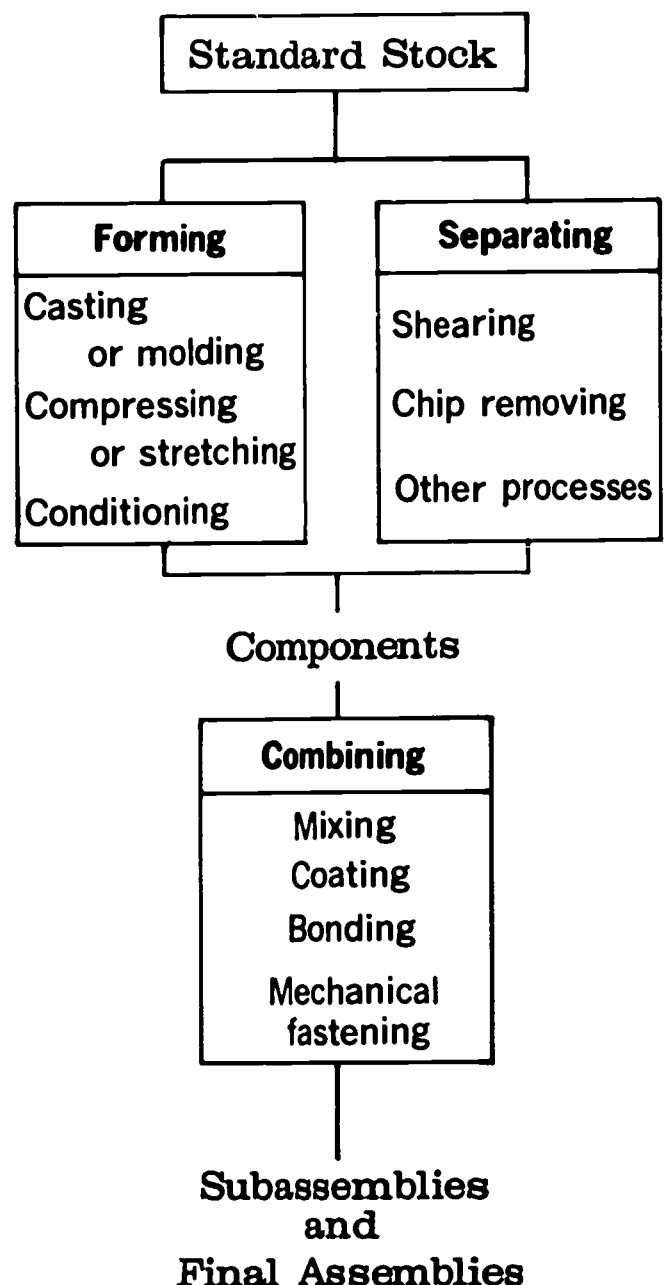 Standard Stock
Forming
Casting
or molding
Compressing
or stretching
Conditioning
Separating
Shearing
Chip removing
Other processes
Components
Combining
Mixing
Coating
Bonding
Mechanical
fastening
Subassemblies
and
Final Assemblies